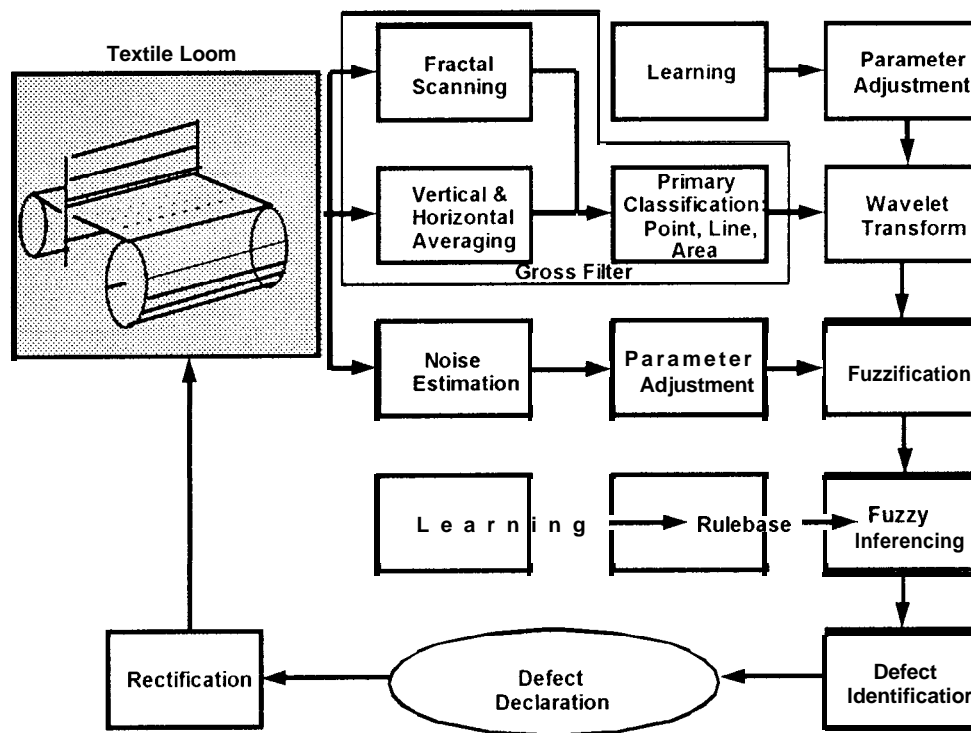 Textile Loom
Fractal
Scanning
Learning
Parameter
Adjustment
Vertical &
Horizontal
Averaging
Primary
Classification:
Point, Line,
Area
Wavelet
Transform
Gross Filter
Noise
Estimation
Parameter
Adjustment
Fuzzification
Learning
Rulebase
Fuzzy
Inferencing
Rectification
Defect
Declaration
Defect
Identification